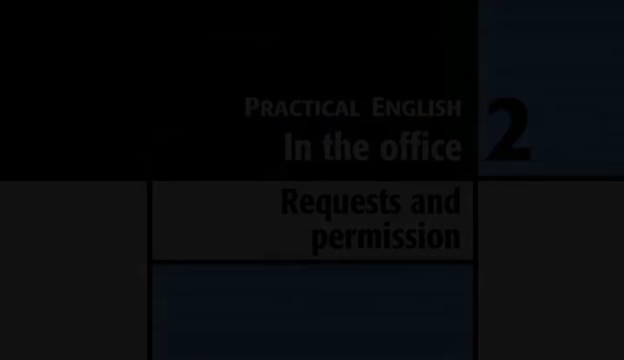 PRACTICAL ENGLISH
In the office
2
Requests and
permission